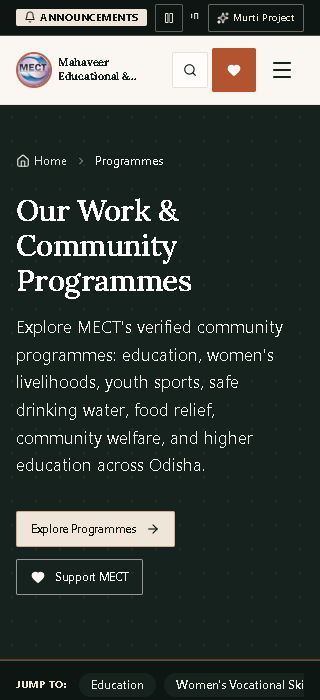 ANNOUNCEMENTS
Murti Project
MECT
Mahaveer
Educational &...
Home
Programmes
Our Work &
Community
Programmes
Explore MECT's verified community
programmes: education, women's
livelihoods, youth sports, safe
drinking water, food relief,
community welfare, and higher
education across Odisha.
Explore Programmes
Support MECT
JUMP TO:
Education
Women's Vocational Ski